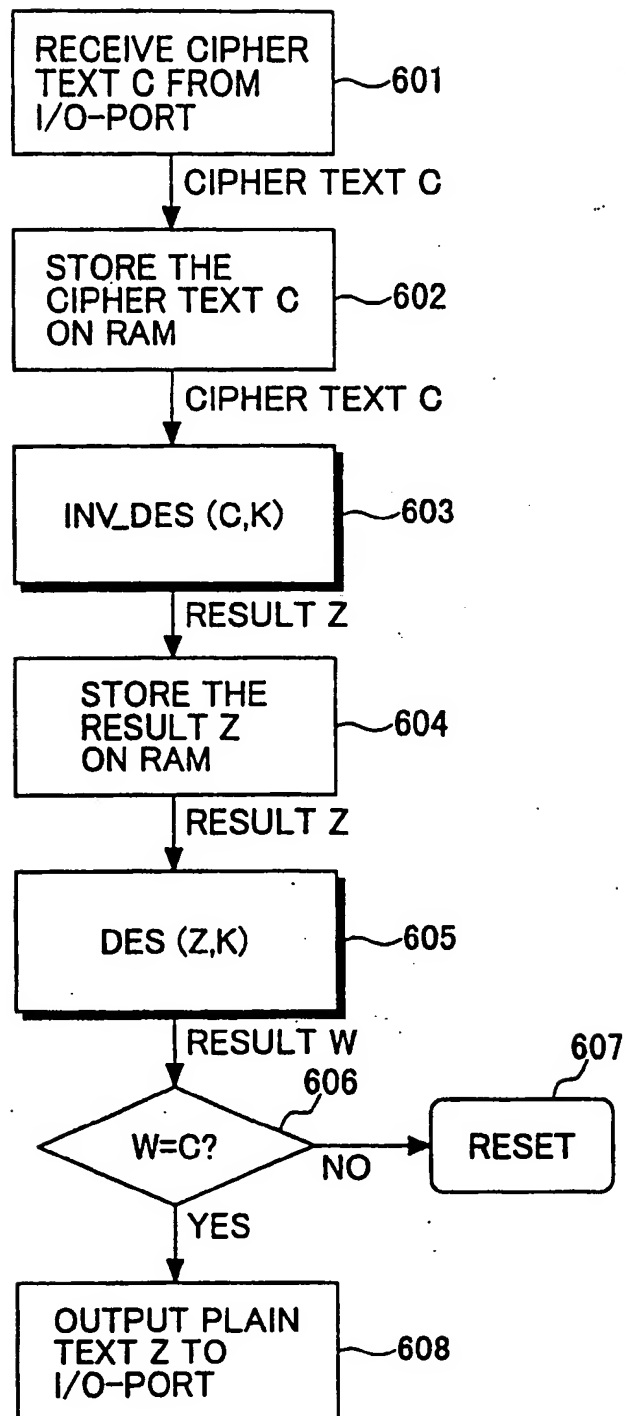 RECEIVE CIPHER
TEXT C FROM
I/O-PORT
601
CIPHER TEXT C
STORE THE
CIPHER TEXT C
ON RAM
602
CIPHER TEXT C
INV_DES (C,K)
603
RESULT Z
STORE THE
RESULT Z
ON RAM
604
RESULT Z
DES (Z,K)
605
RESULT W
606
607
W=C?
NO
RESET
YES
OUTPUT PLAIN
TEXT Z TO
I/O-PORT
608